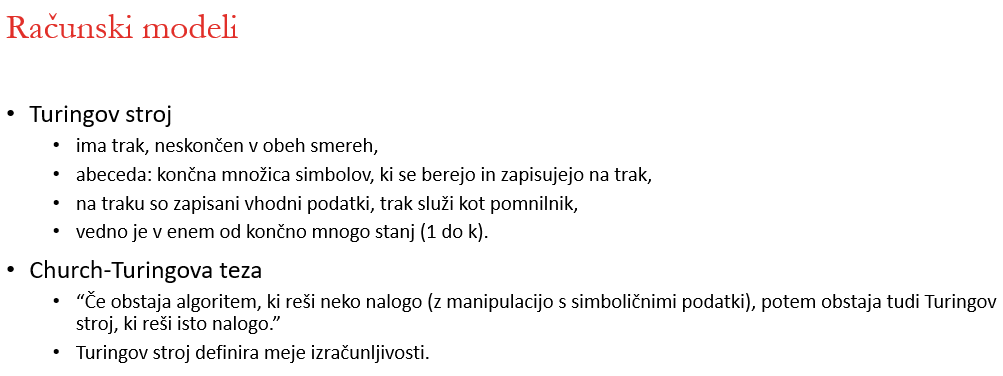 Računski modeli
• Turingov stroj
• ima trak, neskončen v obeh smereh,
• abeceda: končna množica simbolov, ki se berejo in zapisujejo na trak,
• na traku so zapisani vhodni podatki, trak služi kot pomnilnik,
• vedno je v enem od končno mnogo stanj (1 do k).
• Church-Turingova teza
• “Če obstaja algoritem, ki reši neko nalogo (z manipulacijo s simboličnimi podatki), potem obstaja tudi Turingov
stroj, ki reši isto nalogo.”
• Turingov stroj definira meje izračunljivosti.